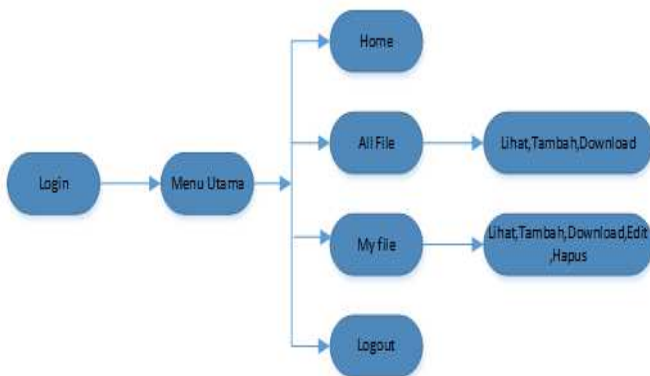 Home
All File
Lihat,Tambah,Download
Login
Menu Utama
My file
Lihat,Tambah,Download,Edit
,Hapus
Logout